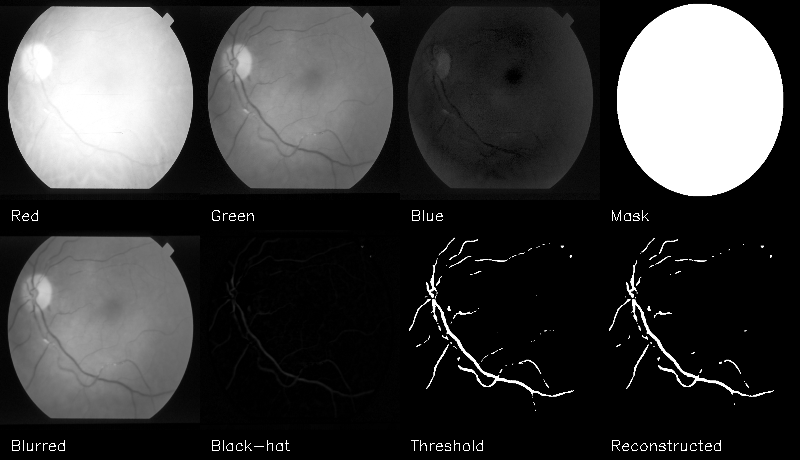 Red
Green
Blue
Mask
Blurred
Black-hat
Threshold
Reconstructed